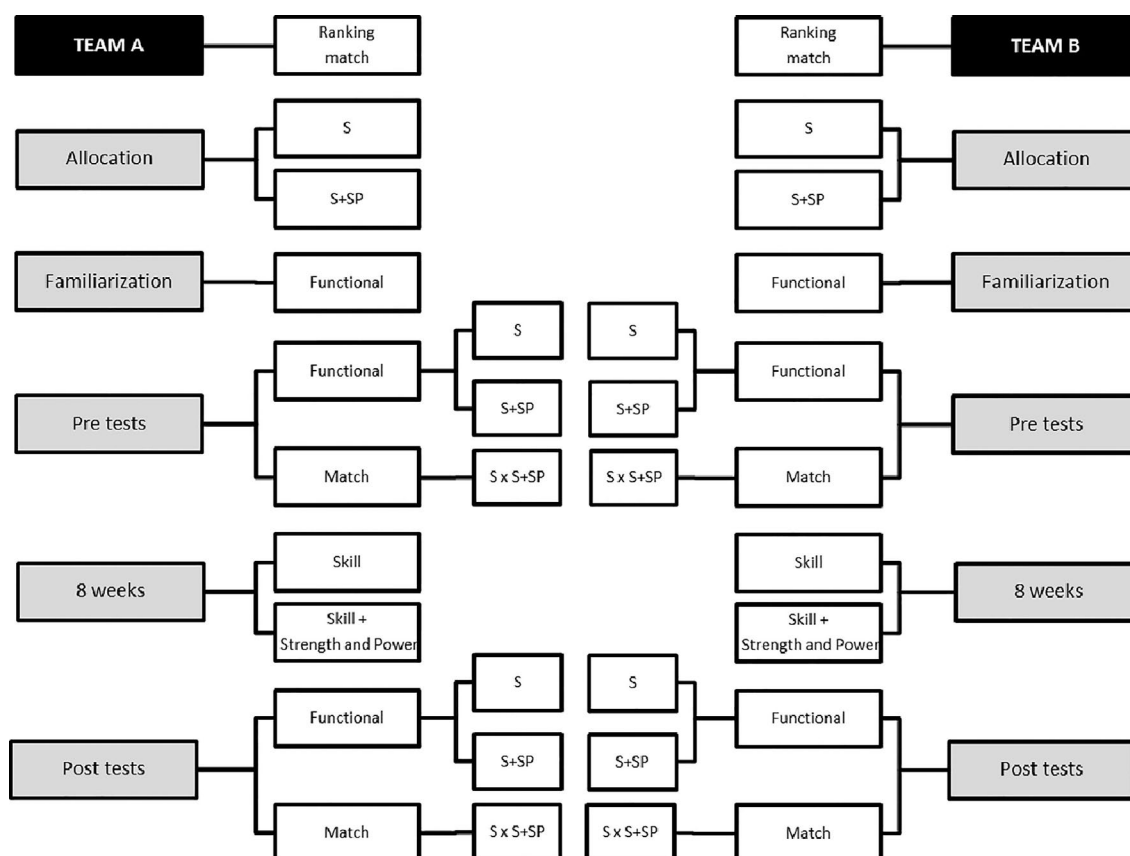 TEAM A
Ranking
match
Ranking
match
TEAM B
Allocation
S
S+SP
S
S+SP
Allocation
Familiarization
Functional
Functional
Familiarization
Pre tests
Functional
S
S+SP
Match
S x S+SP
S
S+SP
S x S+SP
Functional
Match
Pre tests
8 weeks
Skill
Skill +
Strength and Power
Skill
Skill +
Strength and Power
8 weeks
Post tests
Functional
S
S+SP
Match
S x S+SP
S
S+SP
S x S+SP
Functional
Match
Post tests